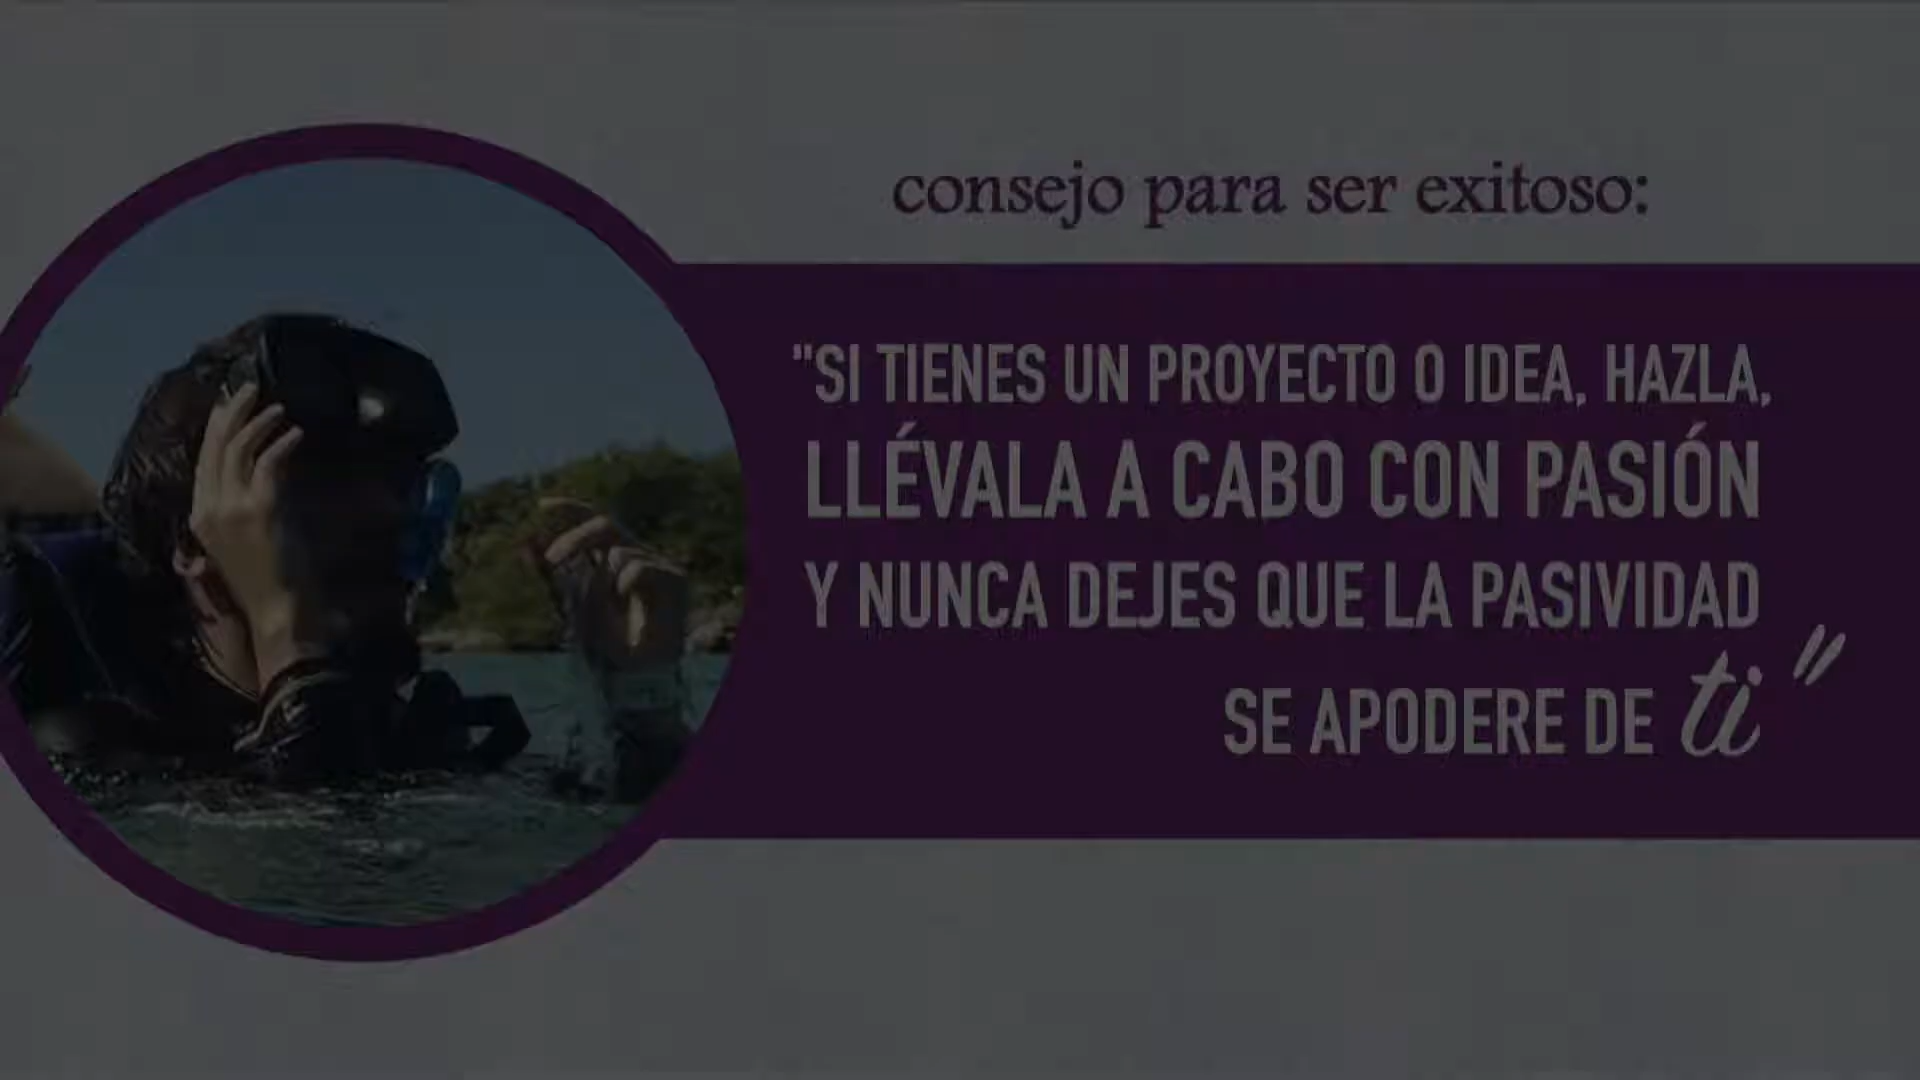 consejo para ser exitoso:
"SI TIENES UN PROYECTO O IDEA, HAZLA,
LLÉVALA A CABO CON PASIÓN
Y NUNCA DEJES QUE LA PASIVIDAD
SE APODERE DE ti"